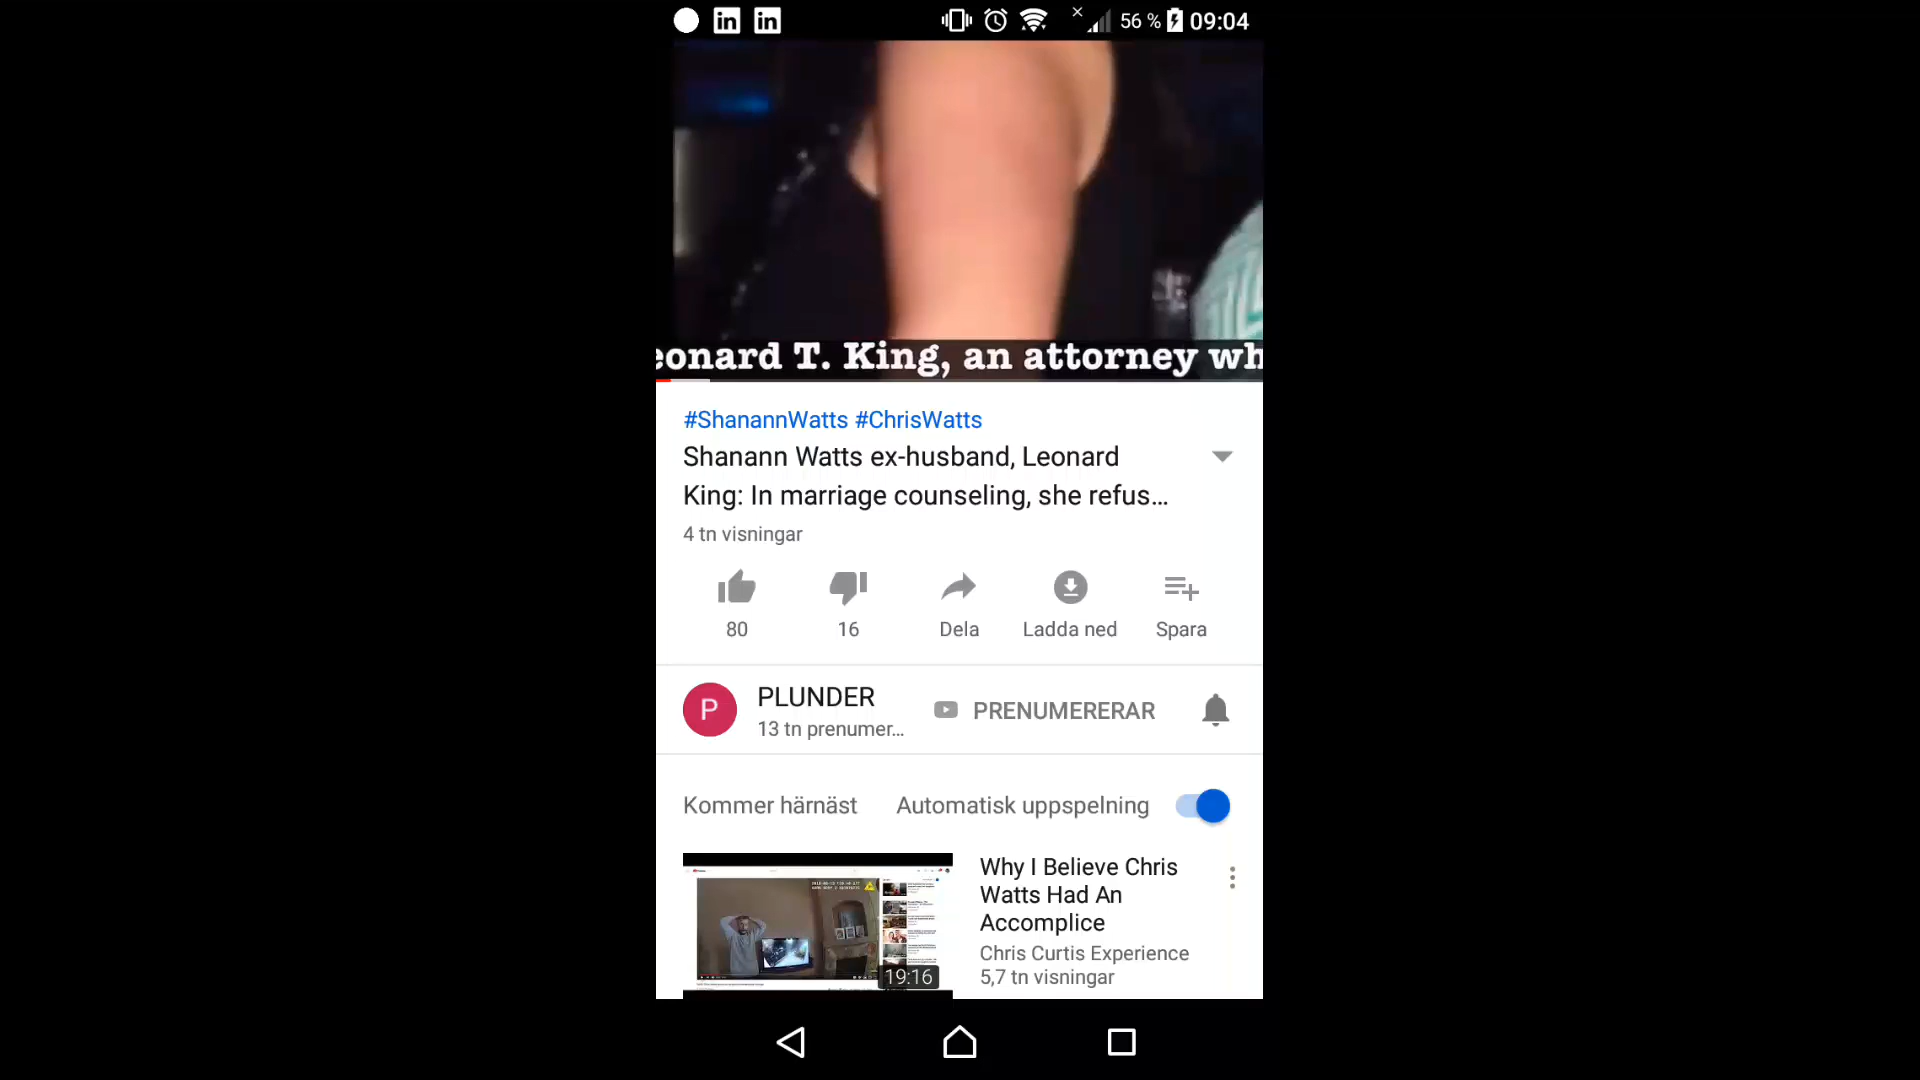 56 % 09:04
eonard T. King, an attorney wh
#ShanannWatts #ChrisWatts
Shanann Watts ex-husband, Leonard
King: In marriage counseling, she refus...
4 tn visningar
80 16 Dela Ladda ned Spara
P PLUNDER PRENUMERERAR
13 tn prenumer...
Kommer härnäst Automatisk uppspelning
Why I Believe Chris
Watts Had An
Accomplice
Chris Curtis Experience
5,7 tn visningar
19:16